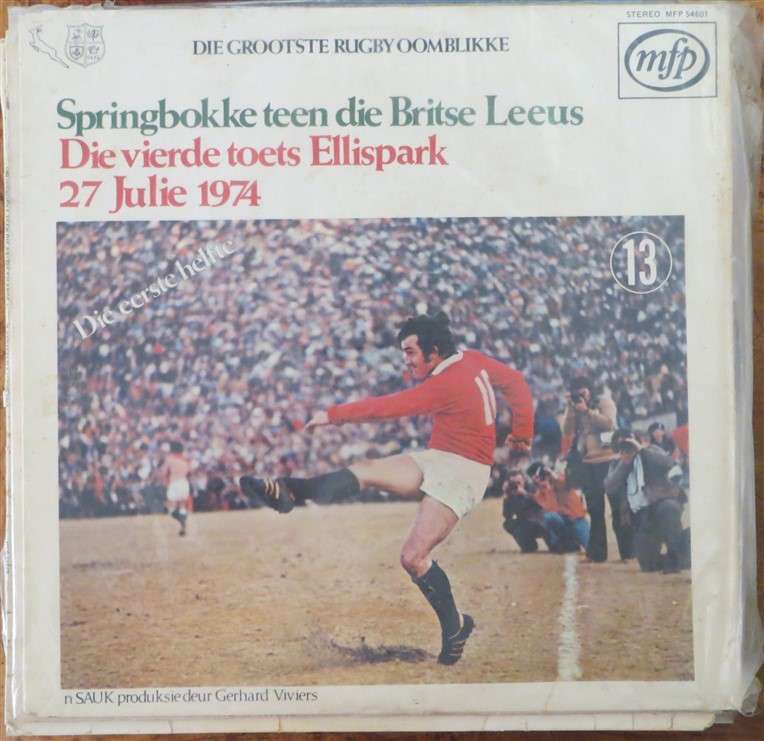 STEREO MFP 54601
DIE GROOTSTE RUGBY OOMBLIKKE
mfp
Springbokke teen die Britse Leeus
Die vierde toets Ellispark
27 Julie 1974
Die eerste helfte
13
11
n SAUK produksie deur Gerhard Viviers